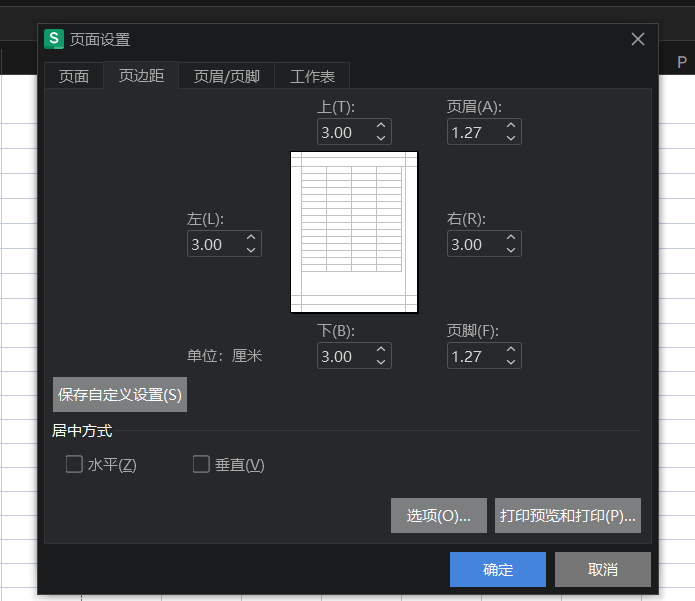 S 页面设置
P
页面 页边距 页眉/页脚 工作表
上(T): 页眉(A):
3.00 1.27
左(L): 右(R):
3.00 3.00
下(B): 页脚(F):
单位：厘米 3.00 1.27
保存自定义设置(S)
居中方式
水平(Z) 垂直(V)
选项(O)... 打印预览和打印(P)...
确定 取消